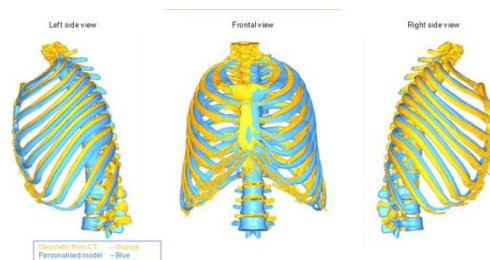 Left side view
Frontal view
Right side view
Geometry from CT – Orange
Personalised model – Blue